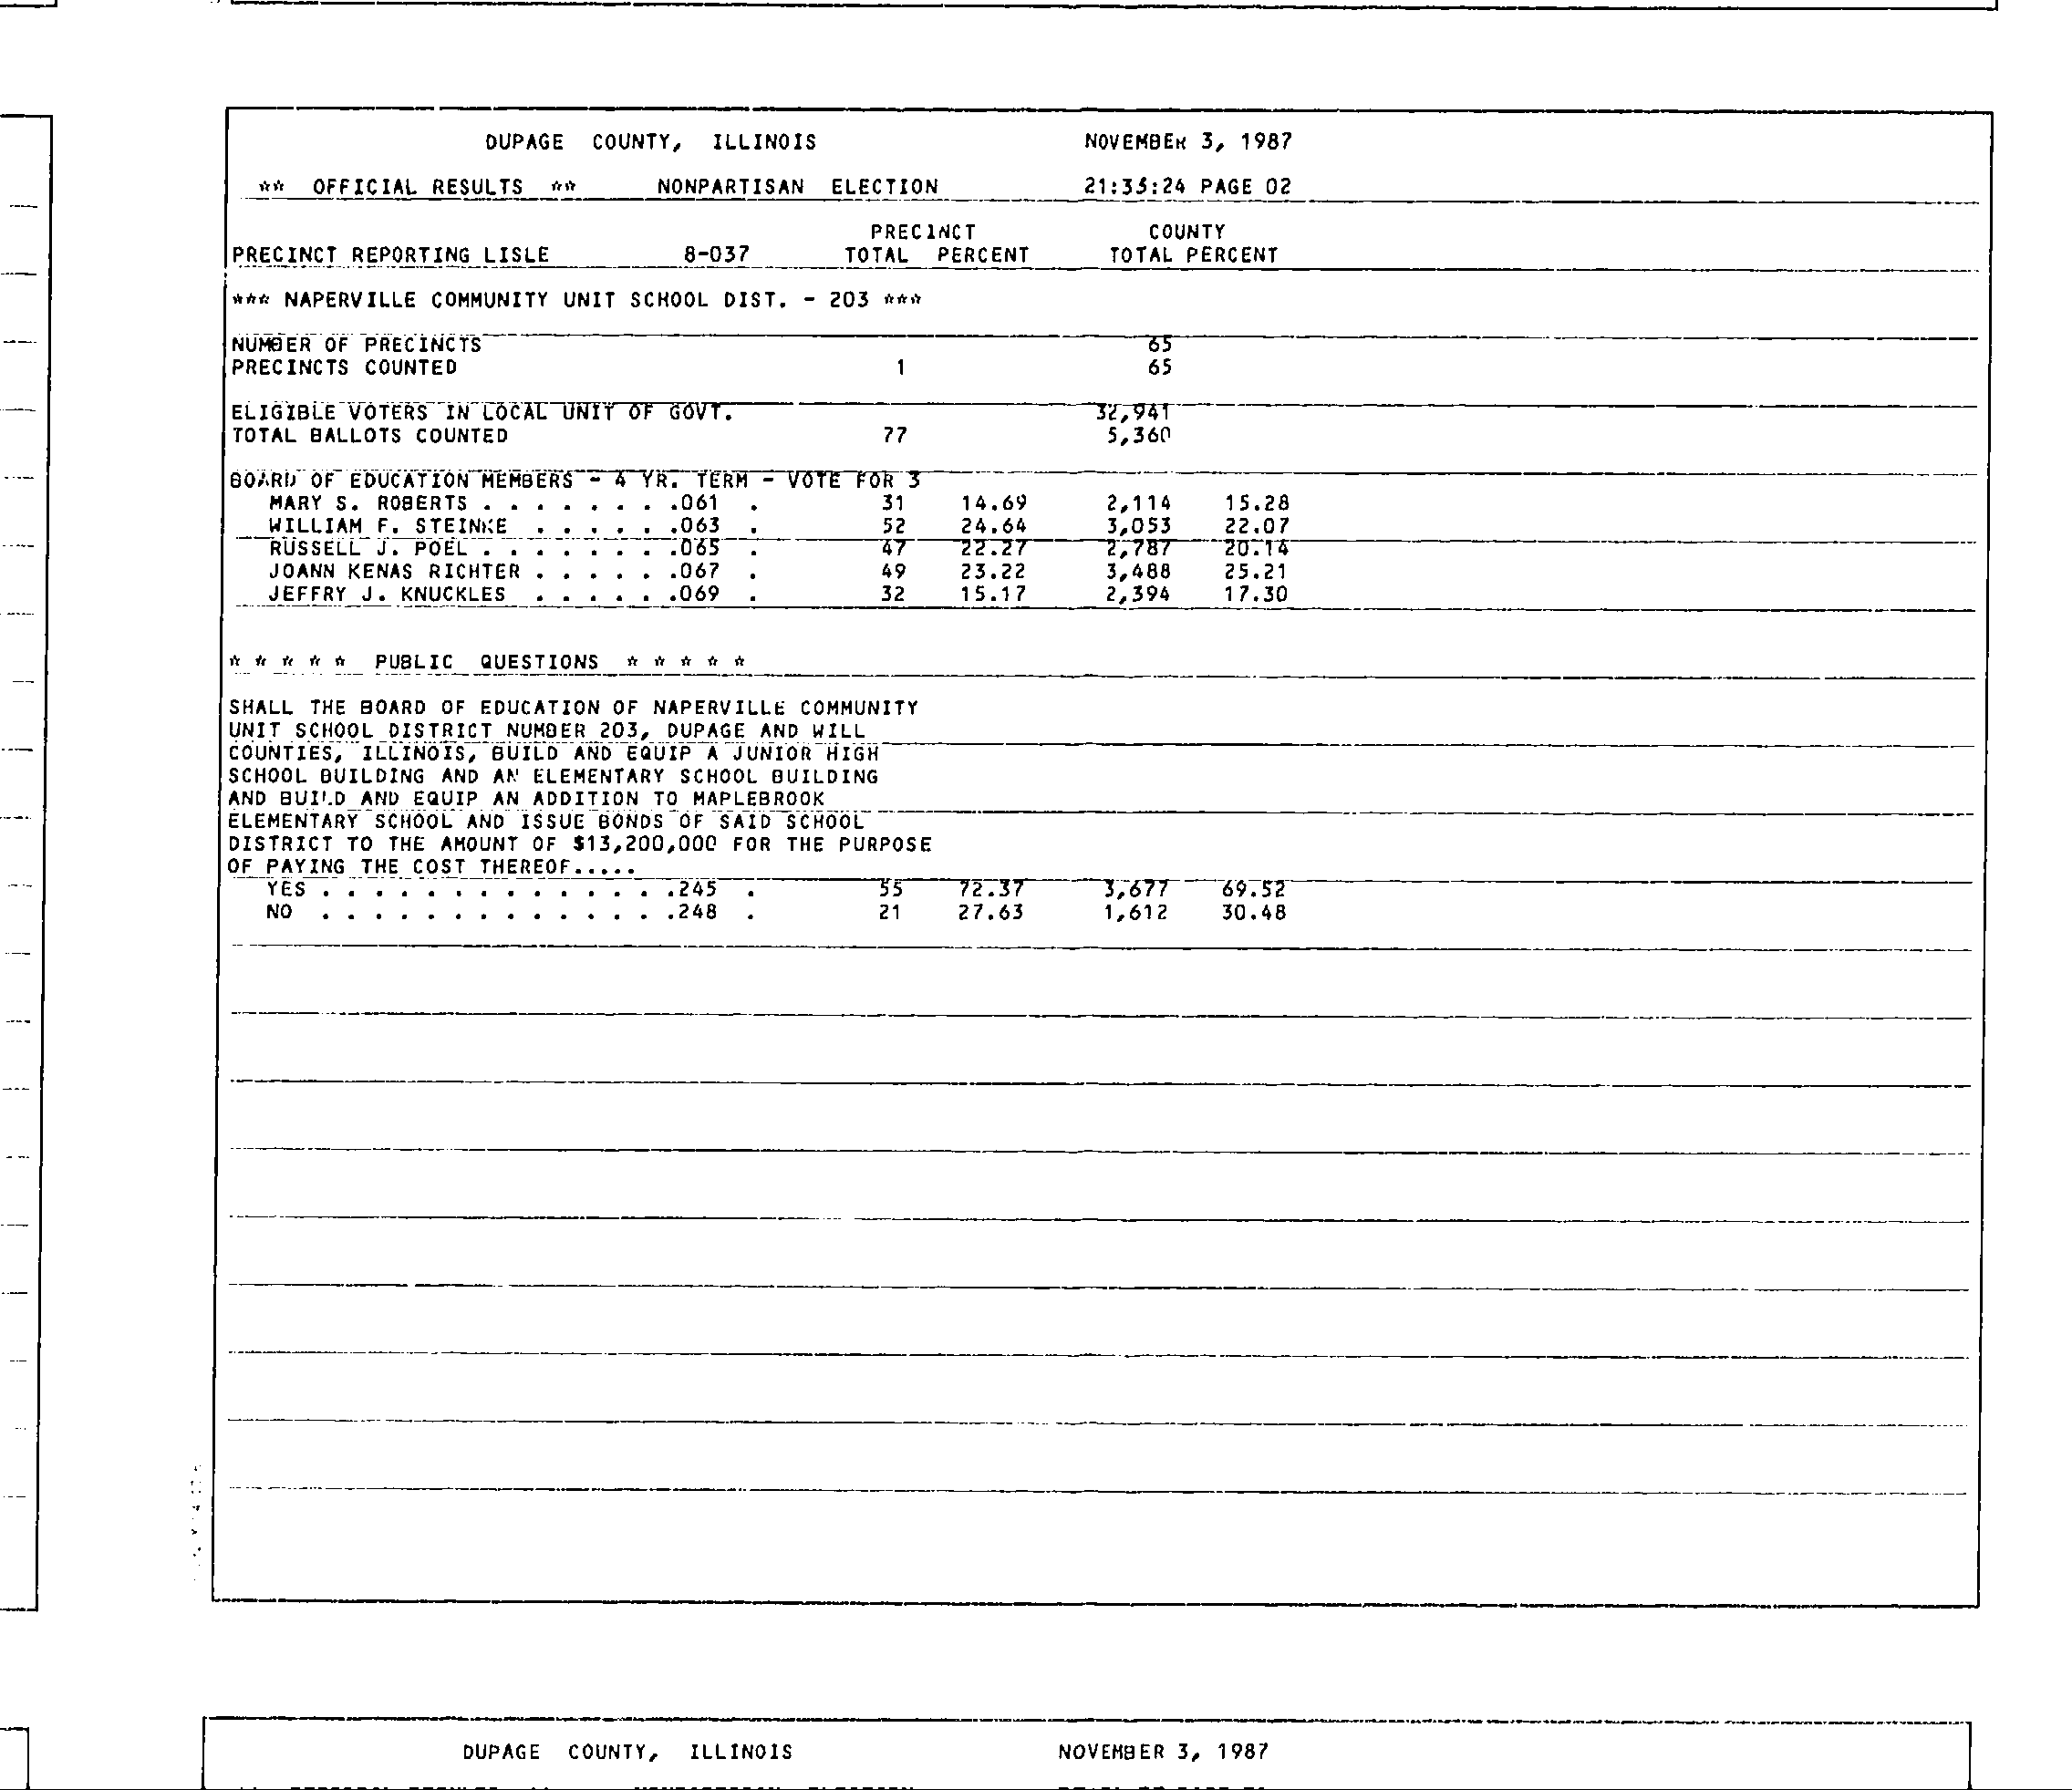 DUPAGE COUNTY, ILLINOIS NOVEMBER 3, 1987
** OFFICIAL RESULTS ** NONPARTISAN ELECTION 21:35:24 PAGE 02
PRECINCT COUNTY
PRECINCT REPORTING LISLE 8-037 TOTAL PERCENT TOTAL PERCENT
*** NAPERVILLE COMMUNITY UNIT SCHOOL DIST. - 203 ***
NUMBER OF PRECINCTS 65
PRECINCTS COUNTED 1 65
ELIGIBLE VOTERS IN LOCAL UNIT OF GOVT. 32,941
TOTAL BALLOTS COUNTED 77 5,360
BOARD OF EDUCATION MEMBERS - 4 YR. TERM - VOTE FOR 3
MARY S. ROBERTS . . . . . . . . .061 . 31 14.69 2,114 15.28
WILLIAM F. STEINKE . . . . . . .063 . 52 24.64 3,053 22.07
RUSSELL J. POEL . . . . . . . . .065 . 47 22.27 2,787 20.14
JOANN KENAS RICHTER . . . . . .067 . 49 23.22 3,488 25.21
JEFFRY J. KNUCKLES . . . . . . .069 . 32 15.17 2,394 17.30
* * * * * PUBLIC QUESTIONS * * * * *
SHALL THE BOARD OF EDUCATION OF NAPERVILLE COMMUNITY
UNIT SCHOOL DISTRICT NUMBER 203, DUPAGE AND WILL
COUNTIES, ILLINOIS, BUILD AND EQUIP A JUNIOR HIGH
SCHOOL BUILDING AND AN ELEMENTARY SCHOOL BUILDING
AND BUILD AND EQUIP AN ADDITION TO MAPLEBROOK
ELEMENTARY SCHOOL AND ISSUE BONDS OF SAID SCHOOL
DISTRICT TO THE AMOUNT OF $13,200,000 FOR THE PURPOSE
OF PAYING THE COST THEREOF.....
YES . . . . . . . . . . . . . . .245 . 55 72.37 3,677 69.52
NO . . . . . . . . . . . . . . .248 . 21 27.63 1,612 30.48
DUPAGE COUNTY, ILLINOIS NOVEMBER 3, 1987